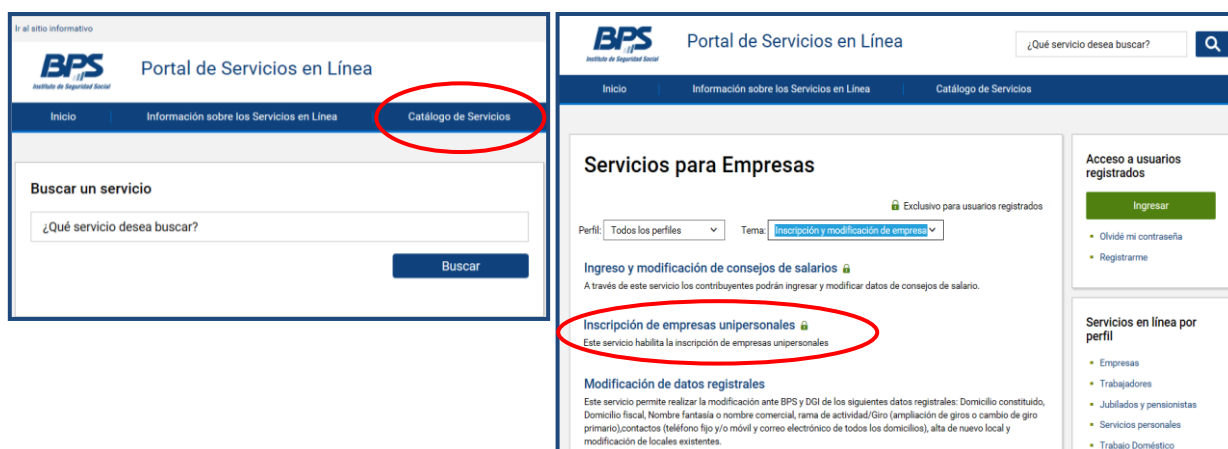 Ir al sitio informativo
BPS
Instituto de Seguridad Social
Portal de Servicios en Línea
Inicio
Información sobre los Servicios en Línea
Catálogo de Servicios
Buscar un servicio
¿Qué servicio desea buscar?
Buscar
BPS
Instituto de Seguridad Social
Portal de Servicios en Línea
¿Qué servicio desea buscar?
Inicio
Información sobre los Servicios en Línea
Catálogo de Servicios
Servicios para Empresas
Exclusivo para usuarios registrados
Perfil: Todos los perfiles
Tema: Inscripción y modificación de empresa
Ingreso y modificación de consejos de salarios
A través de este servicio los contribuyentes podrán ingresar y modificar datos de consejos de salario.
Inscripción de empresas unipersonales
Este servicio habilita la inscripción de empresas unipersonales
Modificación de datos registrales
Este servicio permite realizar la modificación ante BPS y DGI de los siguientes datos registrales: Domicilio constituido,
Domicilio fiscal, Nombre fantasía o nombre comercial, rama de actividad/Giro (ampliación de giros o cambio de giro
primario),contactos (teléfono fijo y/o móvil y correo electrónico de todos los domicilios), alta de nuevo local y
modificación de locales existentes.
Acceso a usuarios
registrados
Ingresar
Olvidé mi contraseña
Registrarme
Servicios en línea por
perfil
Empresas
Trabajadores
Jubilados y pensionistas
Servicios personales
Trabajo Doméstico